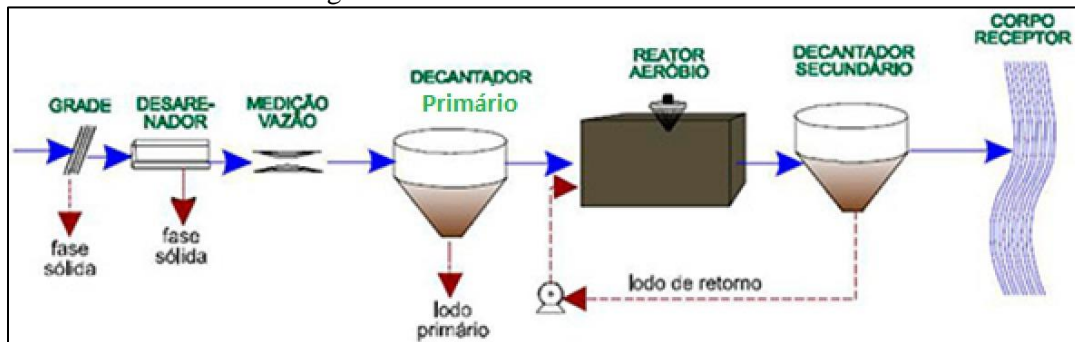 CORPO
RECEPTOR
REATOR
AERÓBIO
DECANTADOR
SECUNDÁRIO
DECANTADOR
Primário
GRADE
DESARE-
NADOR
MEDIÇÃO
VAZÃO
fase
sólida
fase
sólida
lodo
primário
lodo de retorno